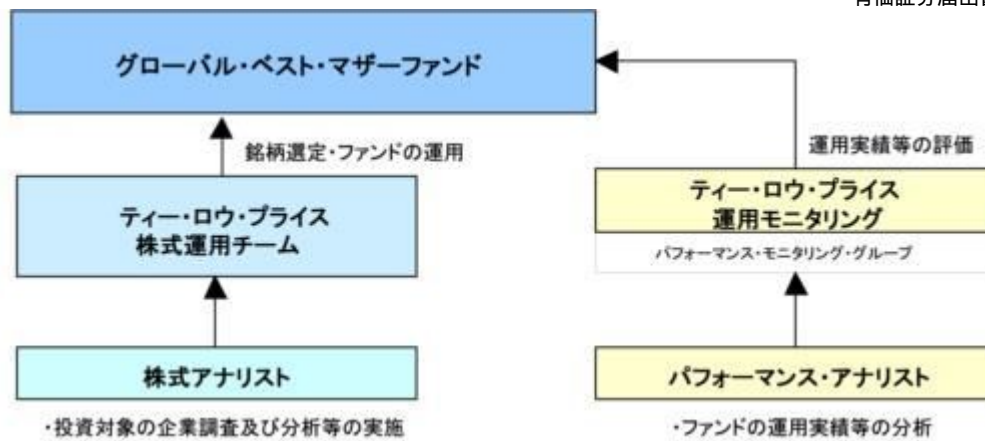 グローバル・ベスト・マザーファンド
銘柄選定・ファンドの運用
運用実績等の評価
ティー・ロウ・プライス
株式運用チーム
ティー・ロウ・プライス
運用モニタリング
パフォーマンス・モニタリング・グループ
株式アナリスト
パフォーマンス・アナリスト
・投資対象の企業調査及び分析等の実施
・ファンドの運用実績等の分析